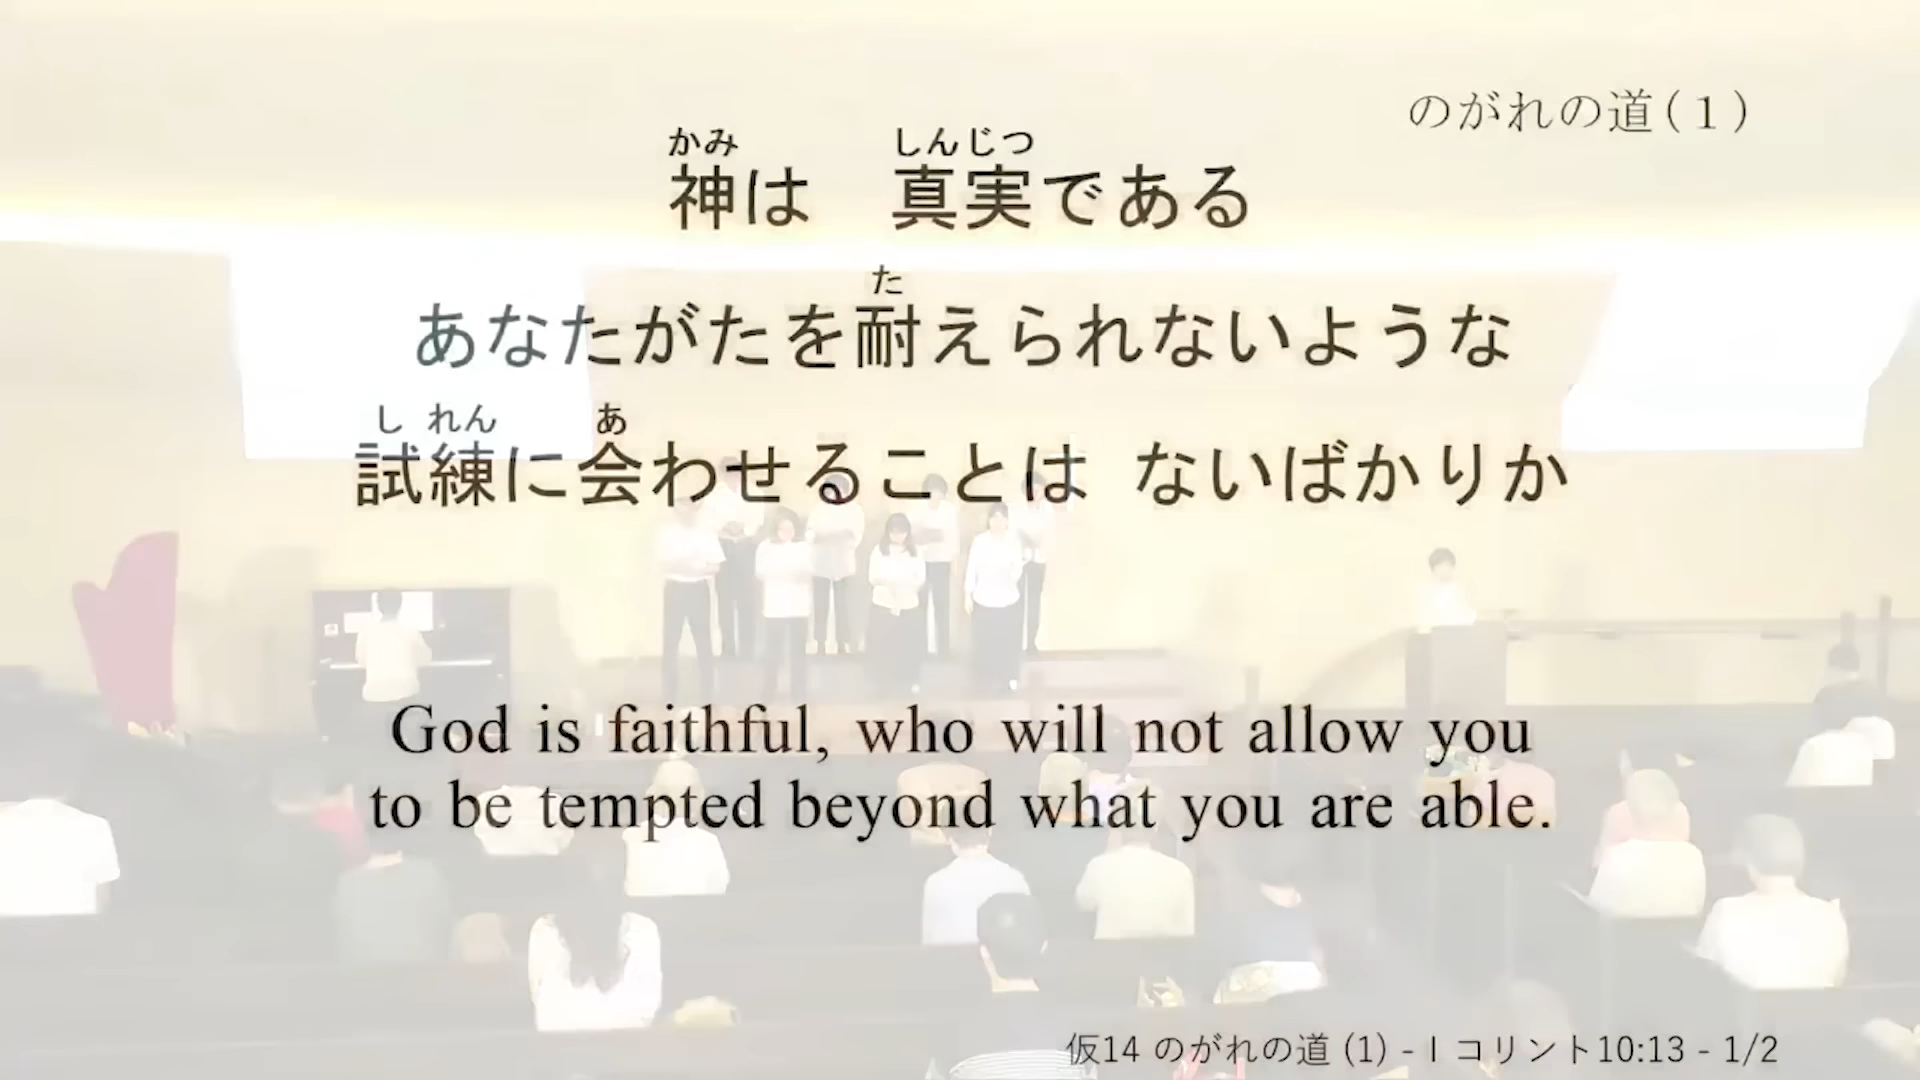 のがれの道(１)
かみ しんじつ
神は 真実である
た
あなたがたを耐えられないような
し れん あ
試練に会わせることは ないばかりか
God is faithful, who will not allow you
to be tempted beyond what you are able.
仮14 のがれの道 (1) - I コリント10:13 - 1/2